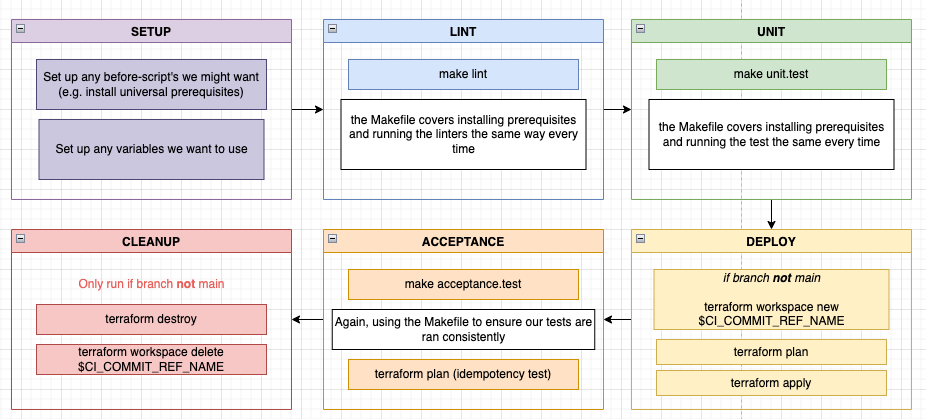 SETUP
Set up any before-script's we might want
(e.g. install universal prerequisites)
Set up any variables we want to use
LINT
make lint
the Makefile covers installing prerequisites
and running the linters the same way every
time
UNIT
make unit.test
the Makefile covers installing prerequisites
and running the test the same every time
DEPLOY
if branch not main
terraform workspace new
$CI_COMMIT_REF_NAME
terraform plan
terraform apply
ACCEPTANCE
make acceptance.test
Again, using the Makefile to ensure our tests are
ran consistently
terraform plan (idempotency test)
CLEANUP
Only run if branch not main
terraform destroy
terraform workspace delete
$CI_COMMIT_REF_NAME